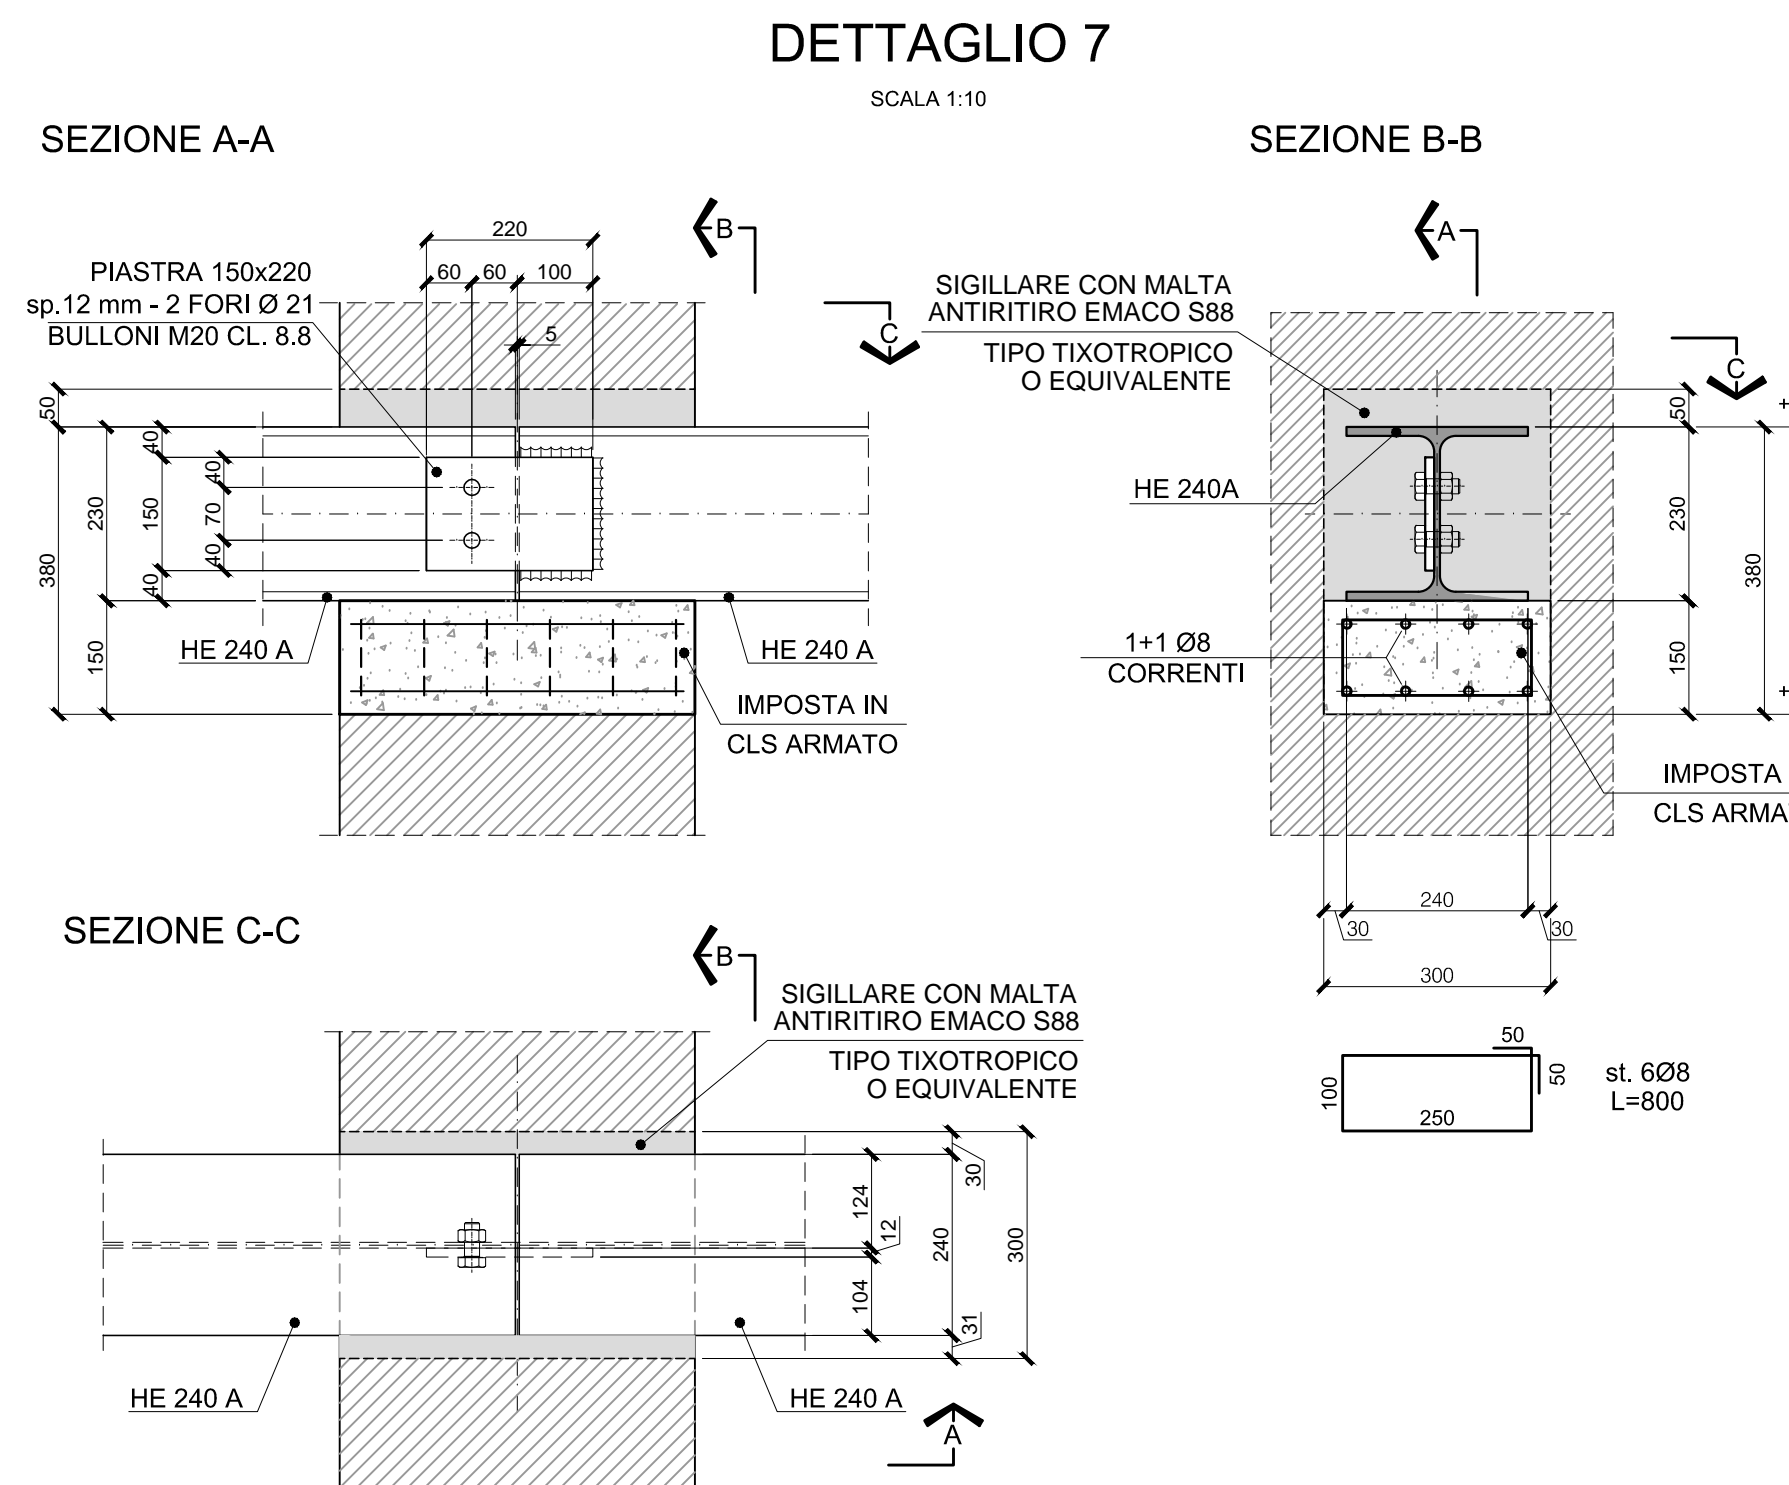 DETTAGLIO 7
SCALA 1:10
SEZIONE A-A
220
60
60
100
5
PIASTRA 150x220
sp.12 mm - 2 FORI Ø 21
BULLONI M20 CL. 8.8
B
C
50
380
230
150
40
150
40
40
70
40
HE 240 A
HE 240 A
IMPOSTA IN
CLS ARMATO
SEZIONE B-B
A
SIGILLARE CON MALTA
ANTIRITIRO EMACO S88
TIPO TIXOTROPICO
O EQUIVALENTE
C
HE 240A
1+1 Ø8
CORRENTI
50
230
150
380
+
+
IMPOSTA
CLS ARMA
240
30
30
300
50
50
100
250
st. 6Ø8
L=800
SEZIONE C-C
B
SIGILLARE CON MALTA
ANTIRITIRO EMACO S88
TIPO TIXOTROPICO
O EQUIVALENTE
124
12
104
30
240
31
300
HE 240 A
HE 240 A
A